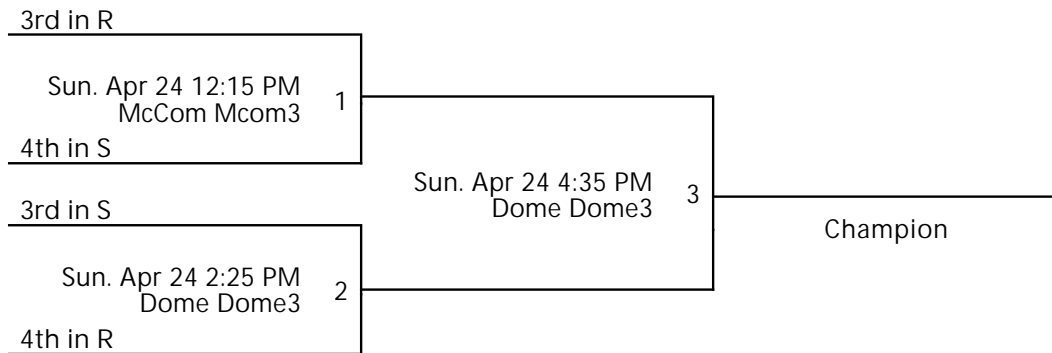 3rd in R
Sun. Apr 24 12:15 PM
McCom Mcom3
1
4th in S
Sun. Apr 24 4:35 PM
Dome Dome3
3
3rd in S
Champion
Sun. Apr 24 2:25 PM
Dome Dome3
2
4th in R